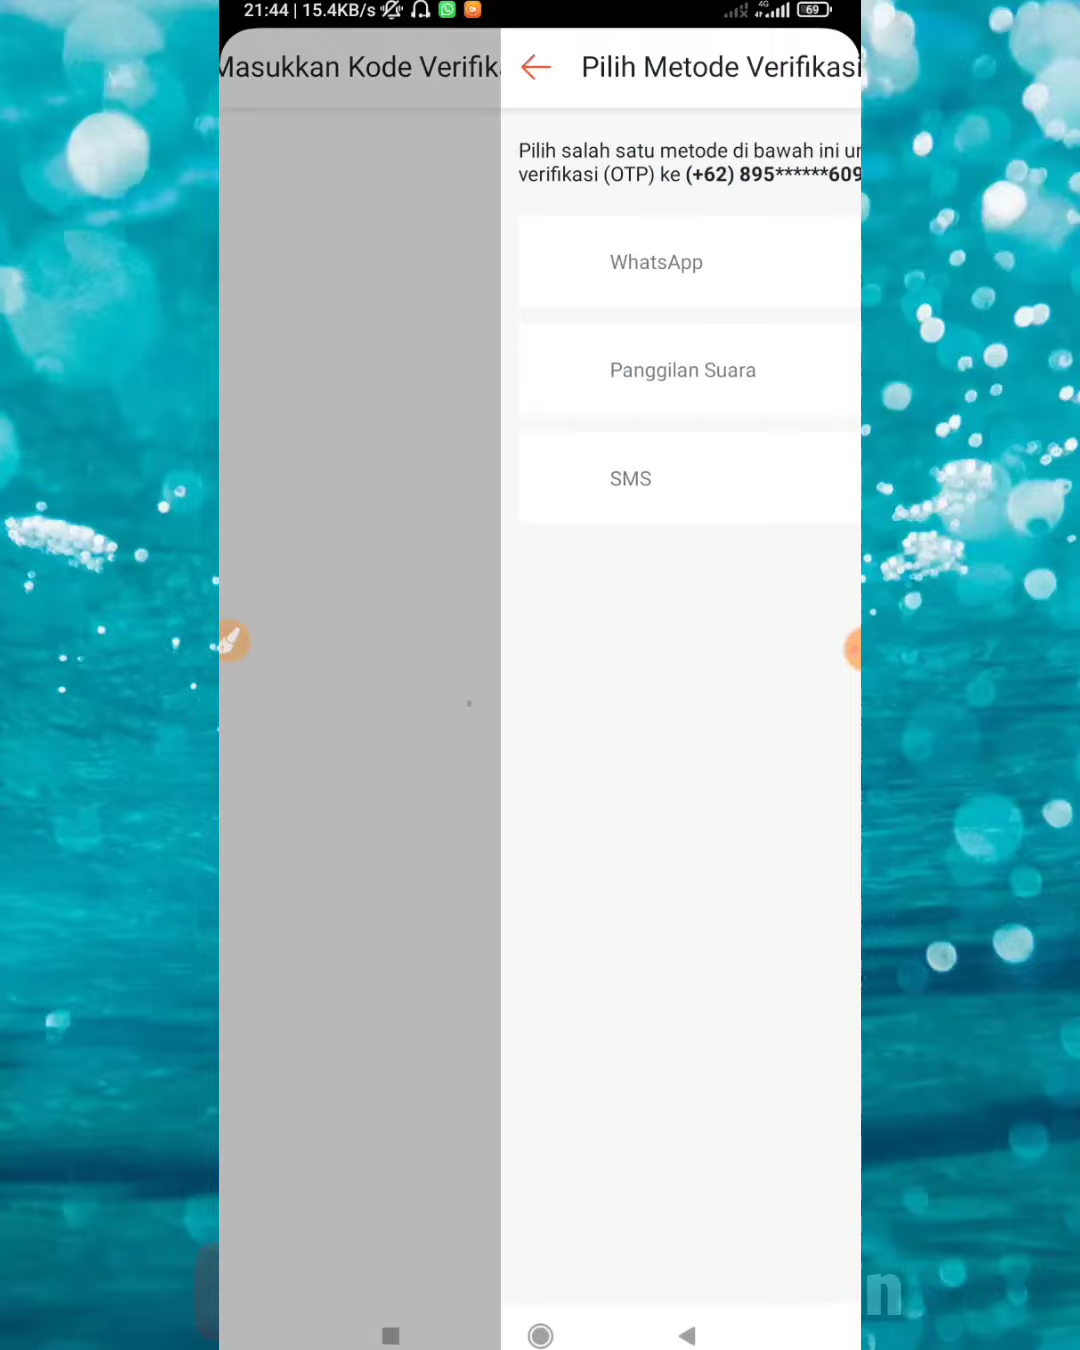 21:44 | 15.4KB/s
4G
69
Masukkan Kode Verifik
Pilih Metode Verifikasi
Pilih salah satu metode di bawah ini
verifikasi (OTP) ke (+62) 895******609
WhatsApp
Panggilan Suara
SMS
n